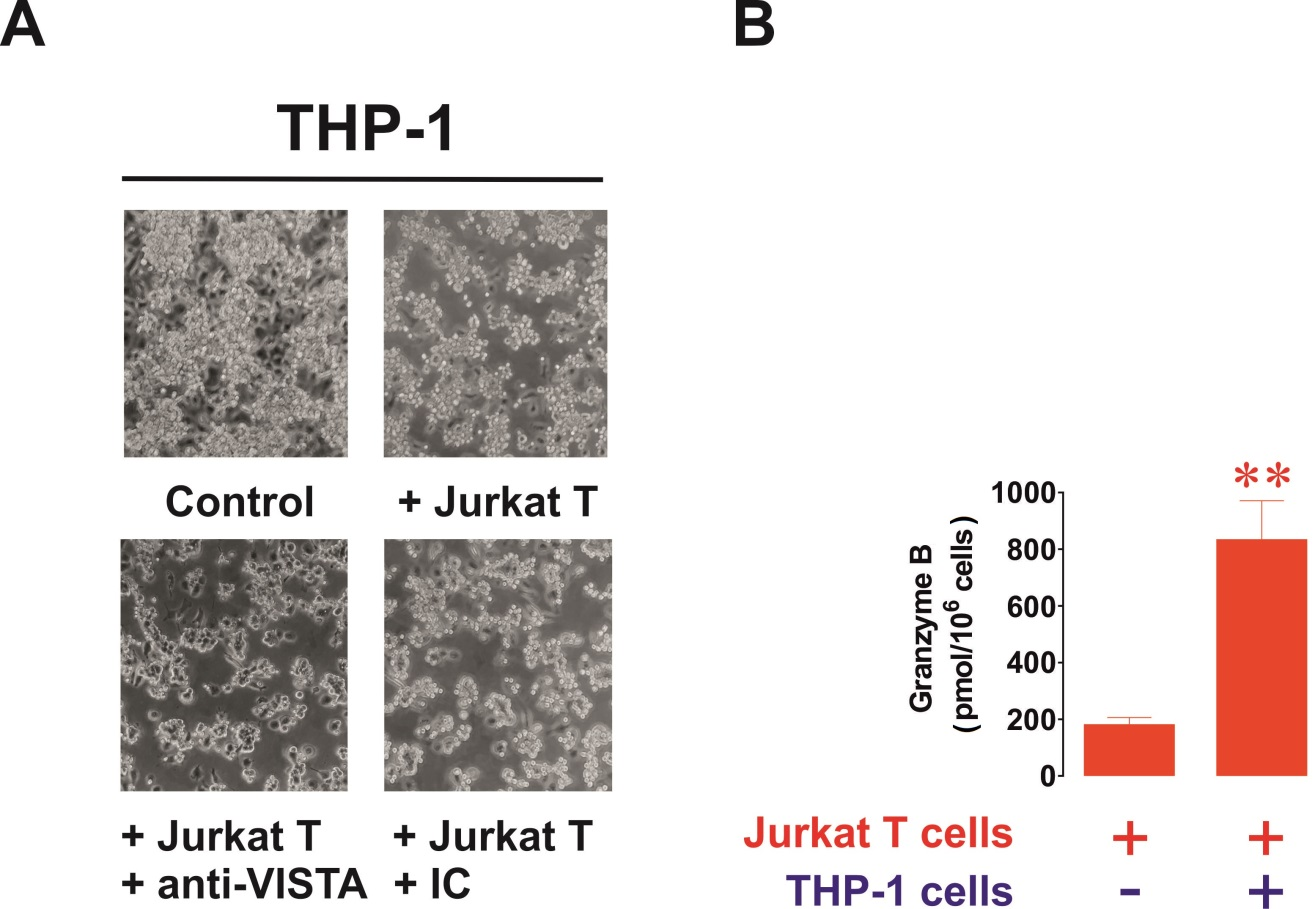 A
B
THP-1
Control
+ Jurkat T
+ Jurkat T
+ anti-VISTA
+ Jurkat T
+ IC
**
Granzyme B
(pmol/10⁶ cells)
1000
800
600
400
200
0
Jurkat T cells + +
THP-1 cells - +